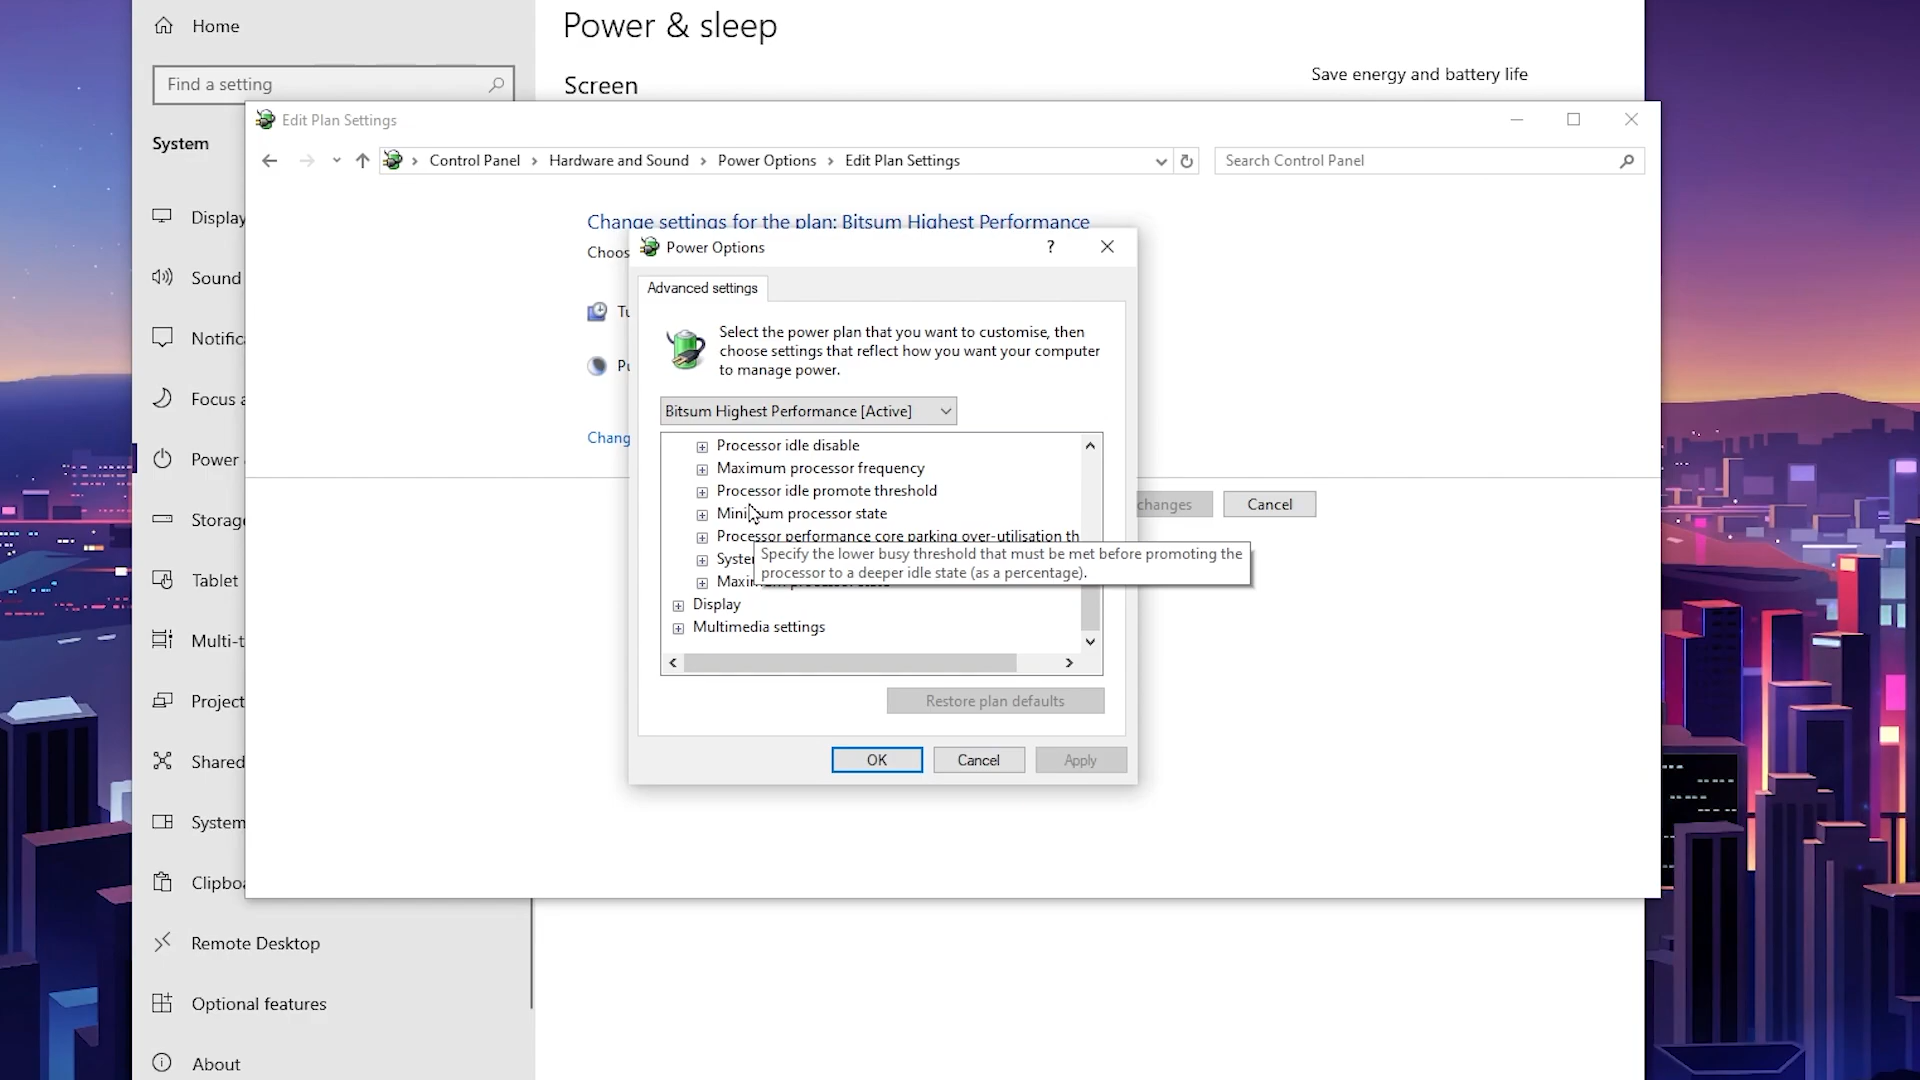 Home
Power & sleep
Find a setting
Screen
Save energy and battery life
System
Edit Plan Settings
Control Panel > Hardware and Sound > Power Options > Edit Plan Settings
Search Control Panel
Display
Change settings for the plan: Bitsum Highest Performance
Power Options
?
Choos
Sound
Advanced settings
Tu
Select the power plan that you want to customise, then
choose settings that reflect how you want your computer
to manage power.
Notific
Pu
Focus a
Bitsum Highest Performance [Active]
Chang
Processor idle disable
Power
Maximum processor frequency
Processor idle promote threshold
changes
Cancel
Minimum processor state
Storage
Processor performance core parking over-utilisation th
Specify the lower busy threshold that must be met before promoting the
processor to a deeper idle state (as a percentage).
Syste
Tablet
Display
Multimedia settings
Multi-t
Restore plan defaults
Project
OK
Cancel
Apply
Shared
System
Clipboa
Remote Desktop
Optional features
About